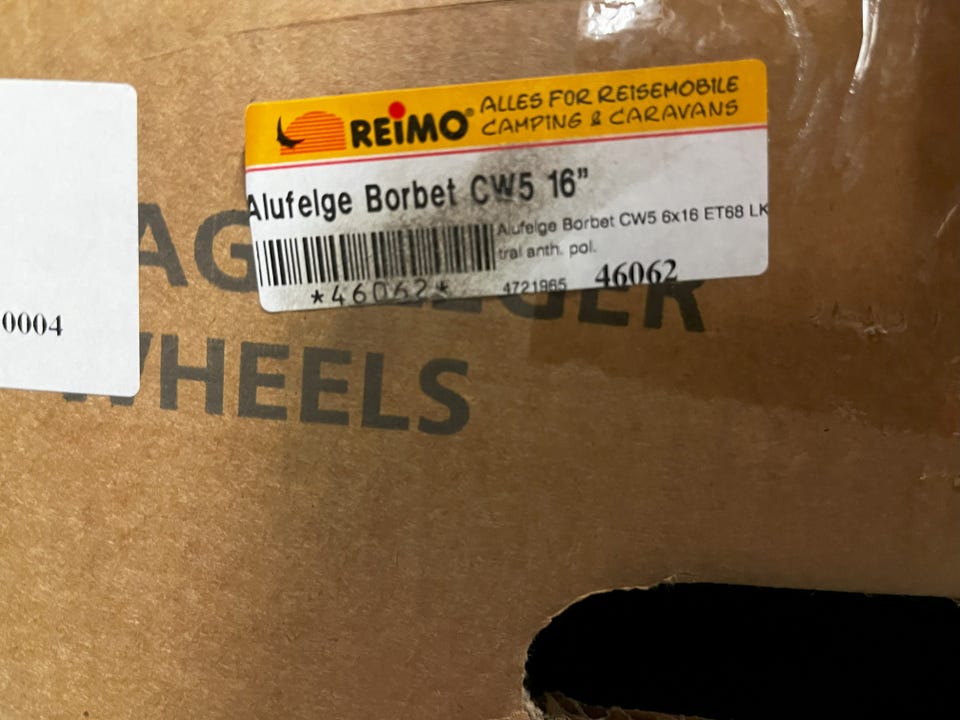 REIMO® ALLES FÜR REISEMOBILE
CAMPING & CARAVANS
Alufelge Borbet CW5 16”
Alufelge Borbet CW5 6x16 ET68 LK
tral anth. pol.
*46062* 4721965 46062
0004
WHEELS